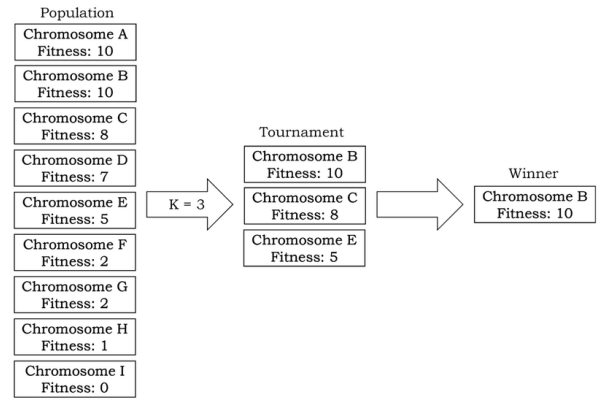 Population
Chromosome A
Fitness: 10
Chromosome B
Fitness: 10
Chromosome C
Fitness: 8
Chromosome D
Fitness: 7
Chromosome E
Fitness: 5
Chromosome F
Fitness: 2
Chromosome G
Fitness: 2
Chromosome H
Fitness: 1
Chromosome I
Fitness: 0
K = 3
Tournament
Chromosome B
Fitness: 10
Chromosome C
Fitness: 8
Chromosome E
Fitness: 5
Winner
Chromosome B
Fitness: 10